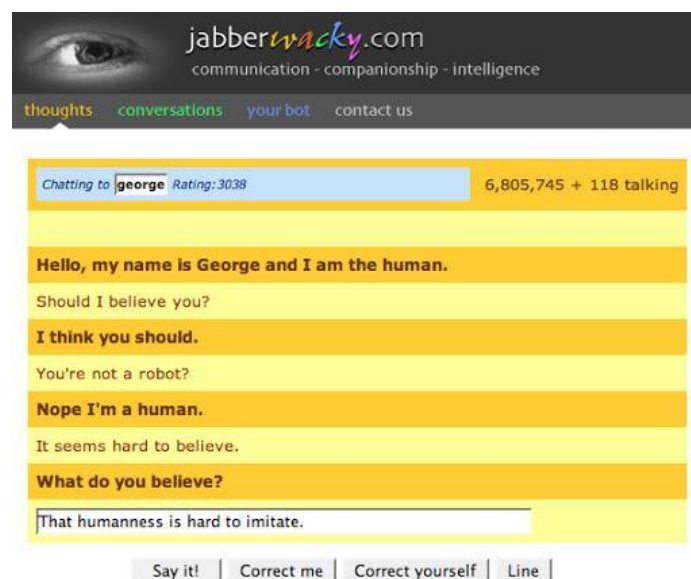 jabberwacky.com
communication - companionship - intelligence
thoughts conversations your bot contact us
Chatting to george Rating: 3038 6,805,745 + 118 talking
Hello, my name is George and I am the human.
Should I believe you?
I think you should.
You're not a robot?
Nope I'm a human.
It seems hard to believe.
What do you believe?
That humanness is hard to imitate.
Say it! Correct me Correct yourself Line